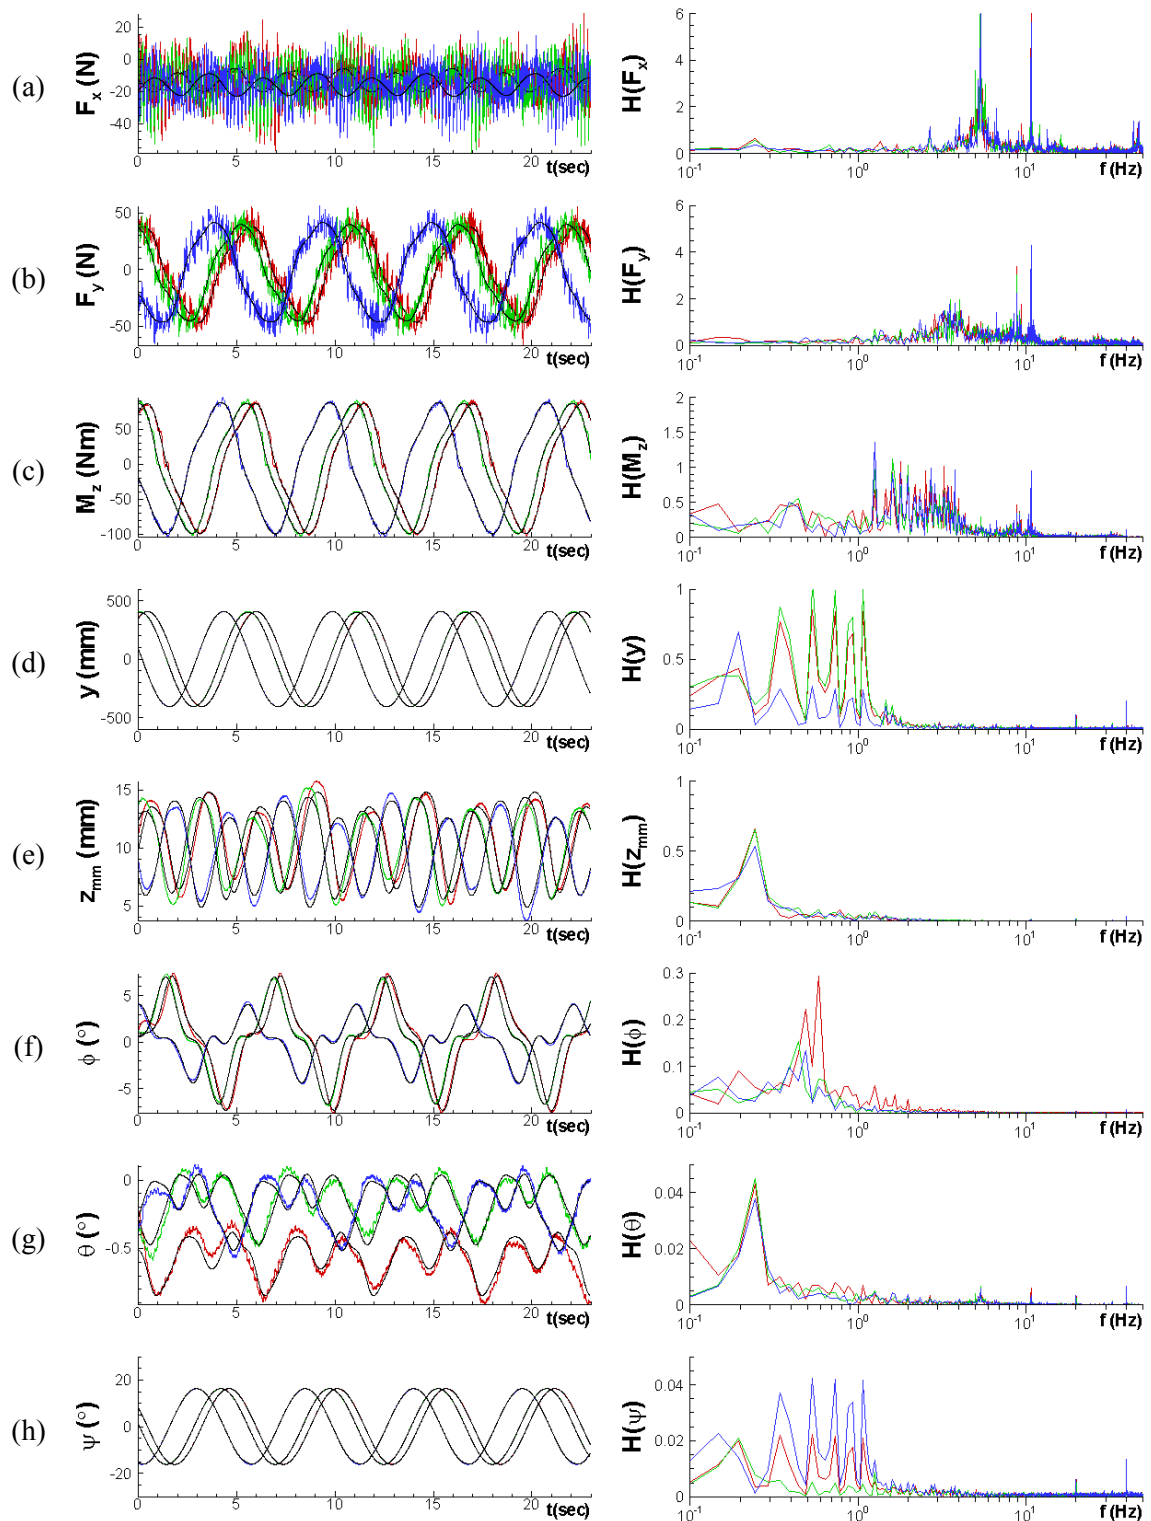 (a)
F_x (N)
20
0
-20
-40
0 5 10 15 20
t(sec)
H(F_x)
6
4
2
0
10^-1 10^0 10^1
f (Hz)
(b)
F_y (N)
50
0
-50
0 5 10 15 20
t(sec)
H(F_y)
6
4
2
0
10^-1 10^0 10^1
f (Hz)
(c)
M_z (Nm)
50
0
-50
-100
0 5 10 15 20
t(sec)
H(M_z)
2
1.5
1
0.5
0
10^-1 10^0 10^1
f (Hz)
(d)
y (mm)
500
0
-500
0 5 10 15 20
t(sec)
H(y)
1
0.5
0
10^-1 10^0 10^1
f (Hz)
(e)
z_mm (mm)
15
10
5
0 5 10 15 20
t(sec)
H(z_mm)
1
0.5
0
10^-1 10^0 10^1
f (Hz)
(f)
ϕ (°)
5
0
-5
0 5 10 15 20
t(sec)
H(ϕ)
0.3
0.2
0.1
0
10^-1 10^0 10^1
f (Hz)
(g)
θ (°)
0
-0.5
0 5 10 15 20
t(sec)
H(θ)
0.04
0.02
0
10^-1 10^0 10^1
f (Hz)
(h)
ψ (°)
20
0
-20
0 5 10 15 20
t(sec)
H(ψ)
0.04
0.02
0
10^-1 10^0 10^1
f (Hz)